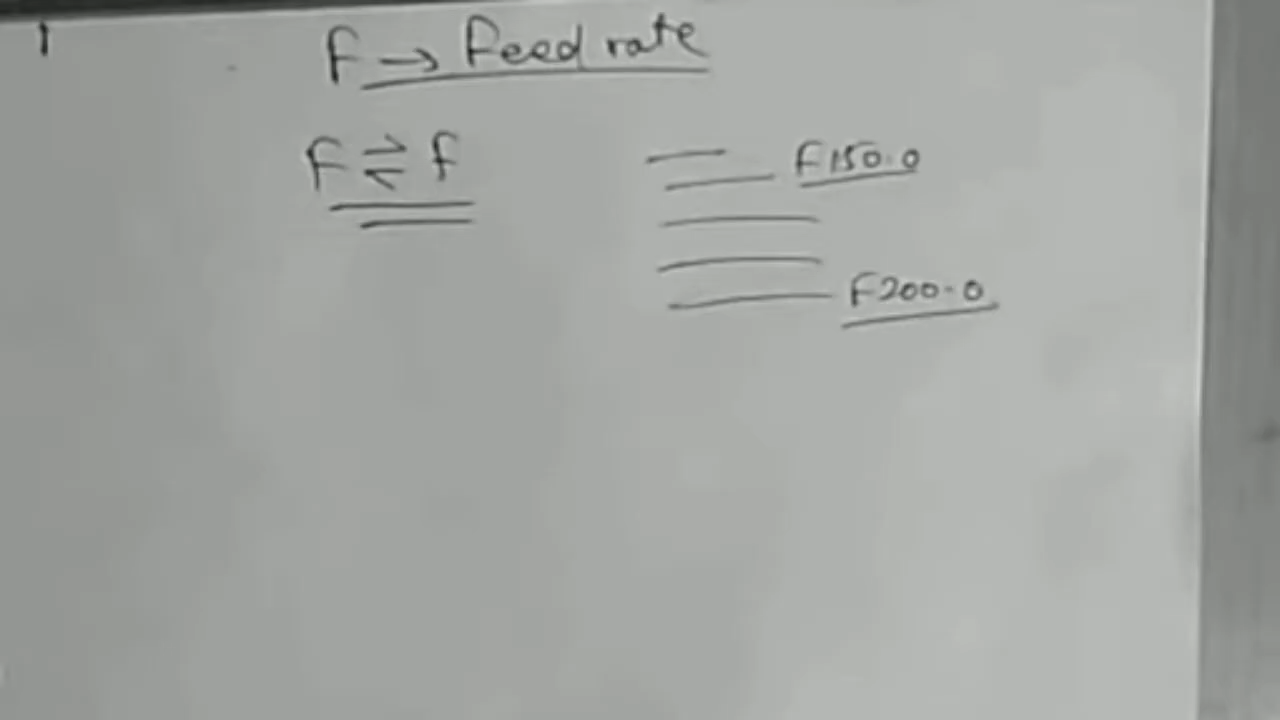 F → Feed rate
F ⇌ F
F150.0
F200.0